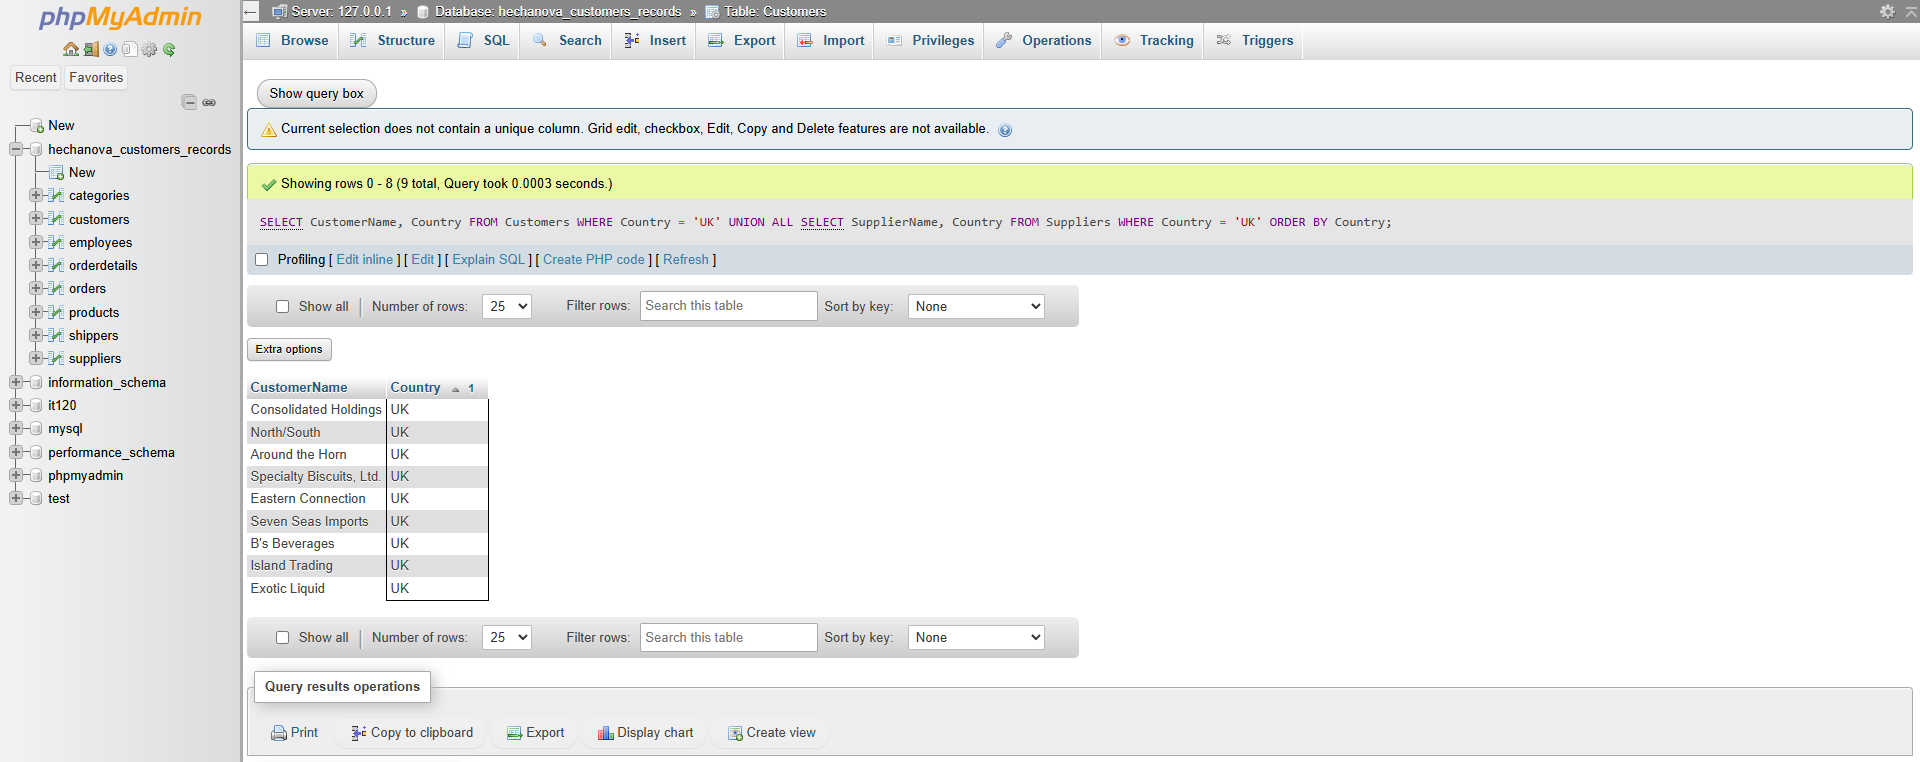 phpMyAdmin
Recent Favorites
New
hechanova_customers_records
New
categories
customers
employees
orderdetails
orders
products
shippers
suppliers
information_schema
it120
mysql
performance_schema
phpmyadmin
test
Server: 127.0.0.1 » Database: hechanova_customers_records » Table: Customers
Browse Structure SQL Search Insert Export Import Privileges Operations Tracking Triggers
Show query box
Current selection does not contain a unique column. Grid edit, checkbox, Edit, Copy and Delete features are not available.
Showing rows 0 - 8 (9 total, Query took 0.0003 seconds.)
SELECT CustomerName, Country FROM Customers WHERE Country = 'UK' UNION ALL SELECT SupplierName, Country FROM Suppliers WHERE Country = 'UK' ORDER BY Country;
Profiling [ Edit inline ] [ Edit ] [ Explain SQL ] [ Create PHP code ] [ Refresh ]
Show all | Number of rows: 25 Filter rows: Search this table Sort by key: None
Extra options
CustomerName Country 1
Consolidated Holdings UK
North/South UK
Around the Horn UK
Specialty Biscuits, Ltd. UK
Eastern Connection UK
Seven Seas Imports UK
B's Beverages UK
Island Trading UK
Exotic Liquid UK
Show all | Number of rows: 25 Filter rows: Search this table Sort by key: None
Query results operations
Print Copy to clipboard Export Display chart Create view